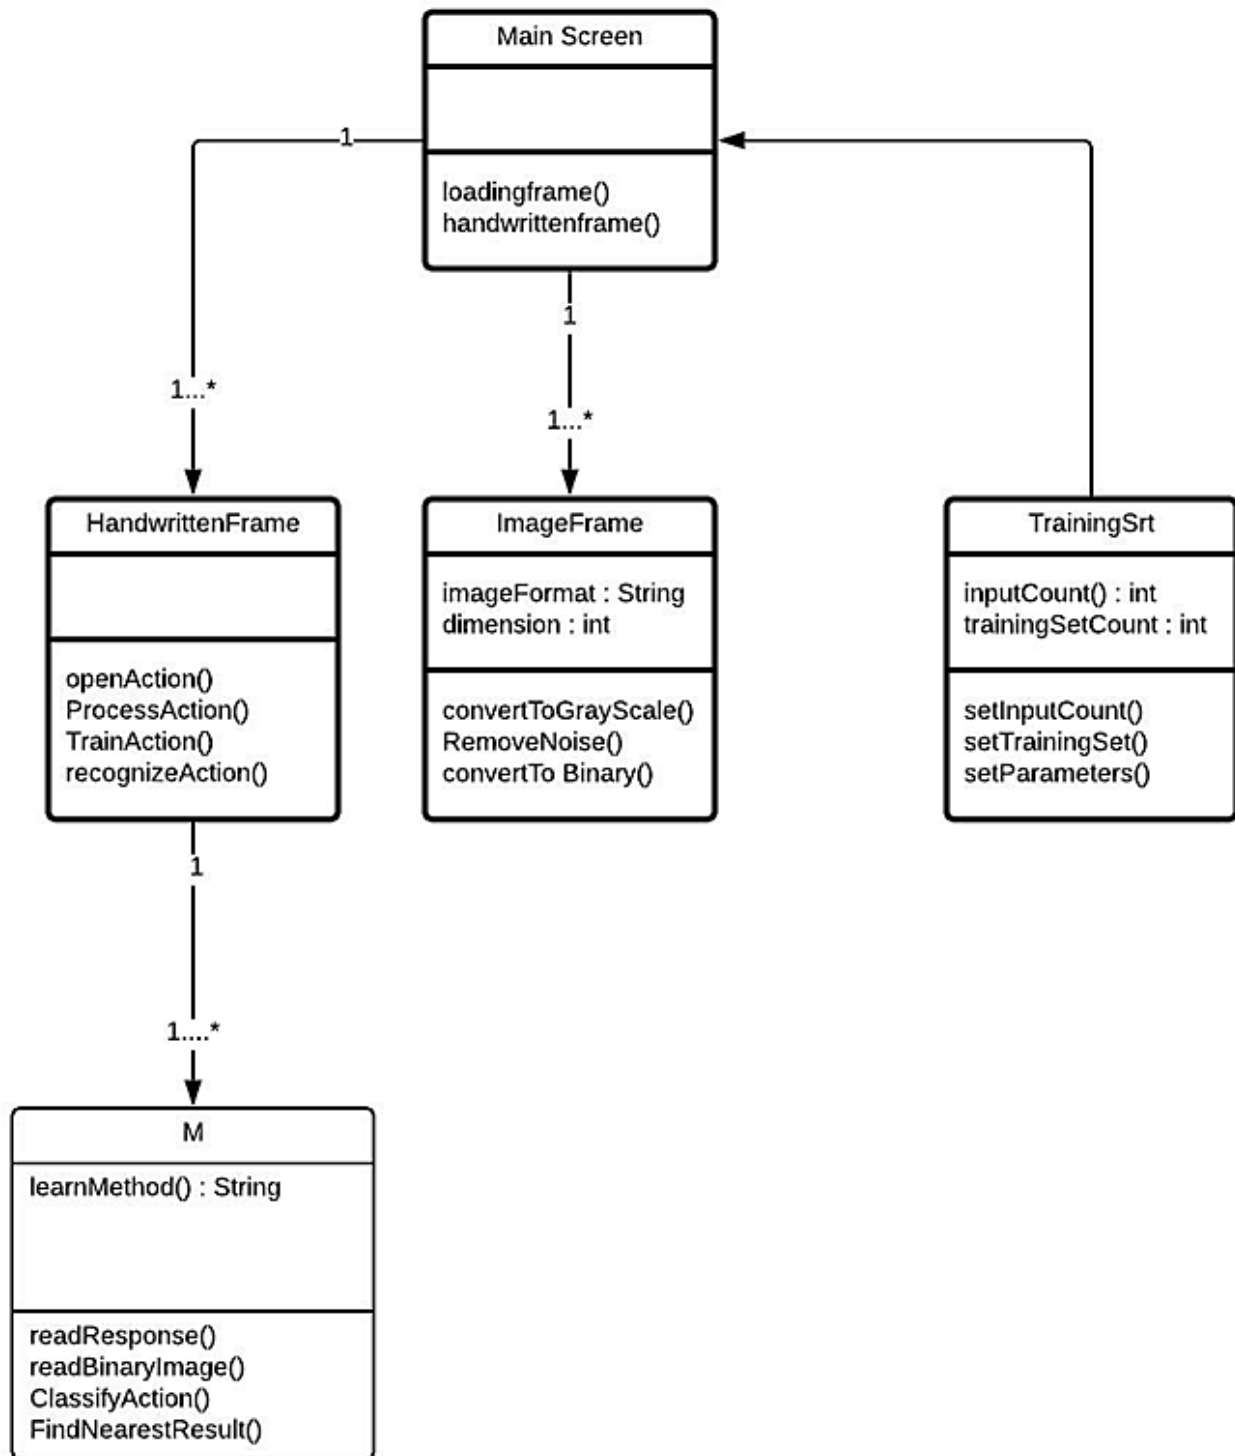 Main Screen
loadingframe()
handwrittenframe()
1
1
1...*
1...*
HandwrittenFrame
openAction()
ProcessAction()
TrainAction()
recognizeAction()
ImageFrame
imageFormat : String
dimension : int
convertToGrayScale()
RemoveNoise()
convertTo Binary()
TrainingSrt
inputCount() : int
trainingSetCount : int
setInputCount()
setTrainingSet()
setParameters()
1
1....*
M
learnMethod() : String
readResponse()
readBinaryImage()
ClassifyAction()
FindNearestResult()